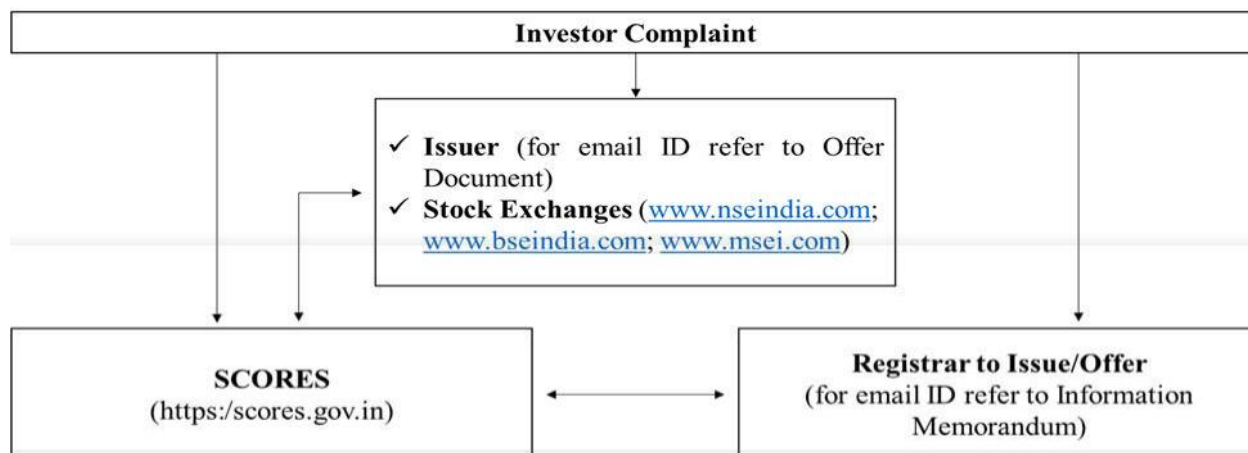 Investor Complaint
✓ Issuer (for email ID refer to Offer
Document)
✓ Stock Exchanges (www.nseindia.com;
www.bseindia.com; www.msei.com)
SCORES
(https:/scores.gov.in)
Registrar to Issue/Offer
(for email ID refer to Information
Memorandum)